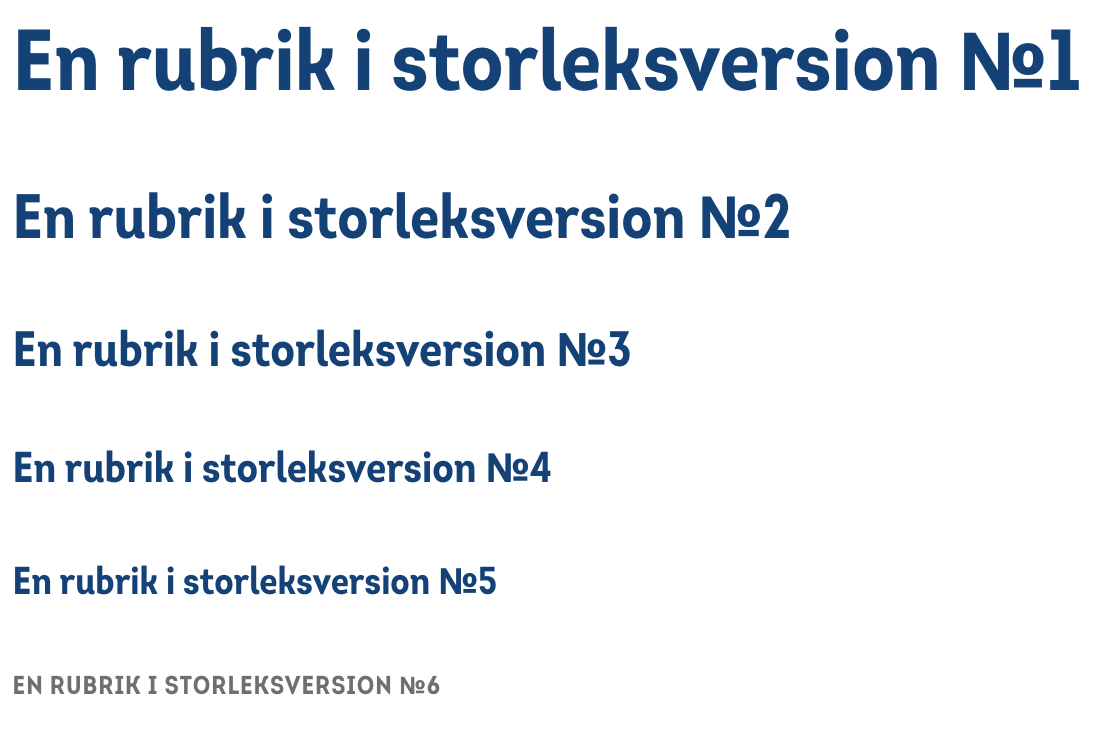 En rubrik i storleksversion №1
En rubrik i storleksversion №2
En rubrik i storleksversion №3
En rubrik i storleksversion №4
En rubrik i storleksversion №5
EN RUBRIK I STORLEKSVERSION №6